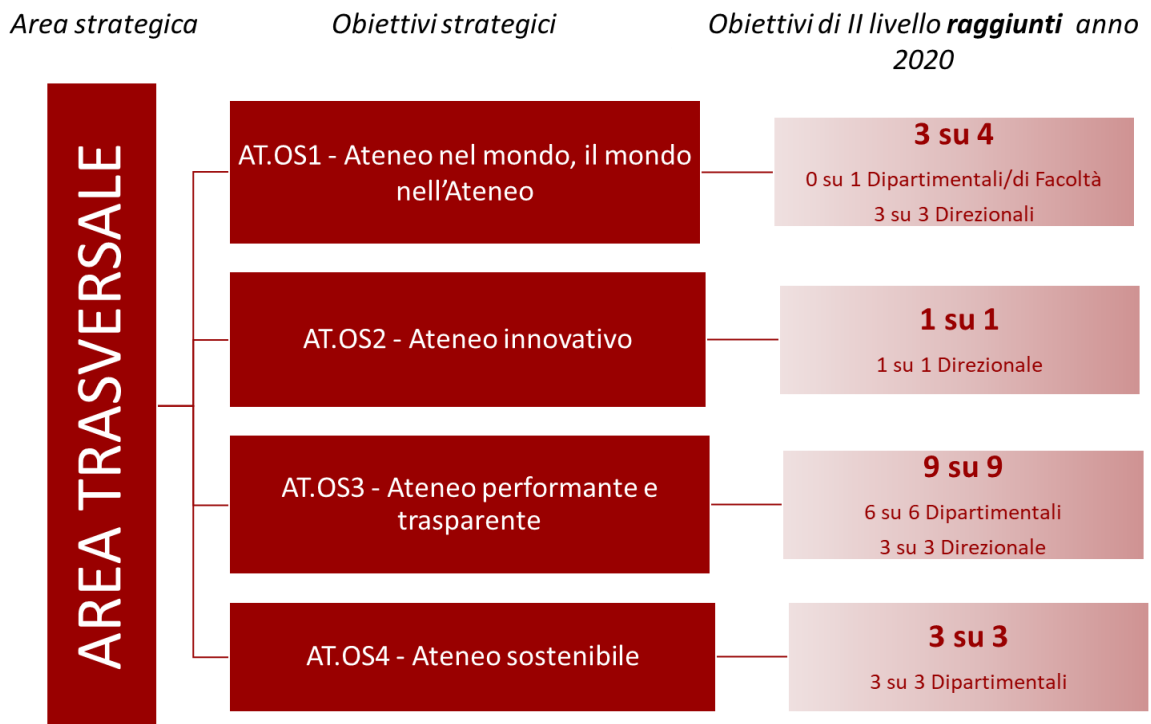 Area strategica
Obiettivi strategici
Obiettivi di II livello raggiunti anno
2020
AREA TRASVERSALE
AT.OS1 - Ateneo nel mondo, il mondo
nell'Ateneo
3 su 4
0 su 1 Dipartimentali/di Facoltà
3 su 3 Direzionali
AT.OS2 - Ateneo innovativo
1 su 1
1 su 1 Direzionale
AT.OS3 - Ateneo performante e
trasparente
9 su 9
6 su 6 Dipartimentali
3 su 3 Direzionale
AT.OS4 - Ateneo sostenibile
3 su 3
3 su 3 Dipartimentali